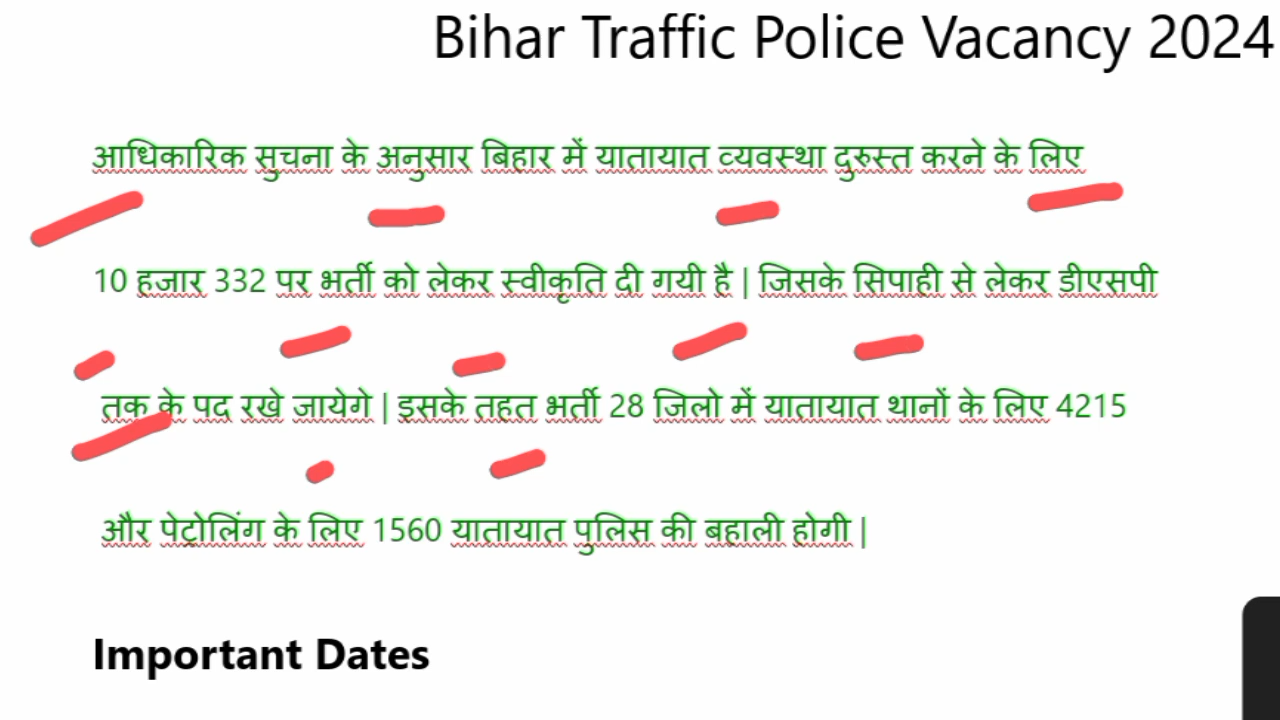 Bihar Traffic Police Vacancy 2024
आधिकारिक सुचना के अनुसार बिहार में यातायात व्यवस्था दुरुस्त करने के लिए
10 हजार 332 पर भर्ती को लेकर स्वीकृति दी गयी है | जिसके सिपाही से लेकर डीएसपी
तक के पद रखे जायेगे | इसके तहत भर्ती 28 जिलो में यातायात थानों के लिए 4215
और पेट्रोलिंग के लिए 1560 यातायात पुलिस की बहाली होगी |
Important Dates